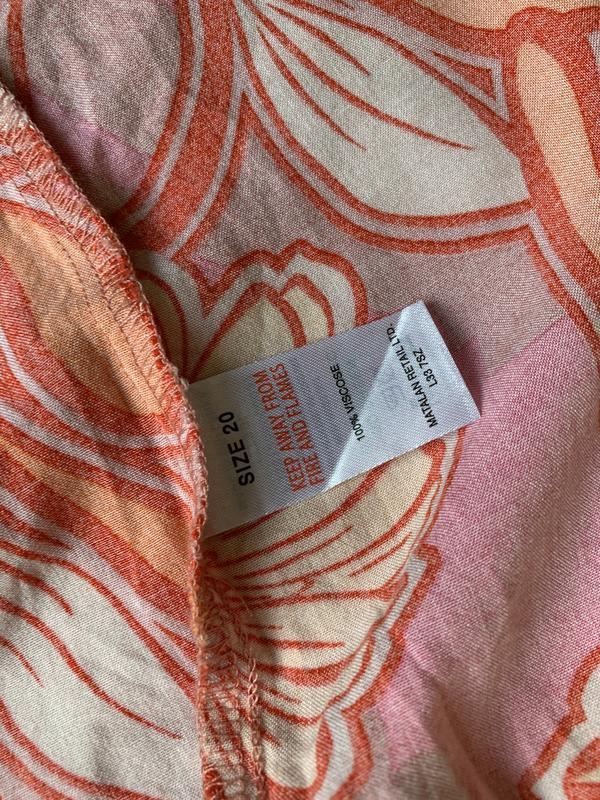 SIZE 20
KEEP AWAY FROM
FIRE AND FLAMES
100% VISCOSE
MATALAN RETAIL LTD.
L33 7SZ